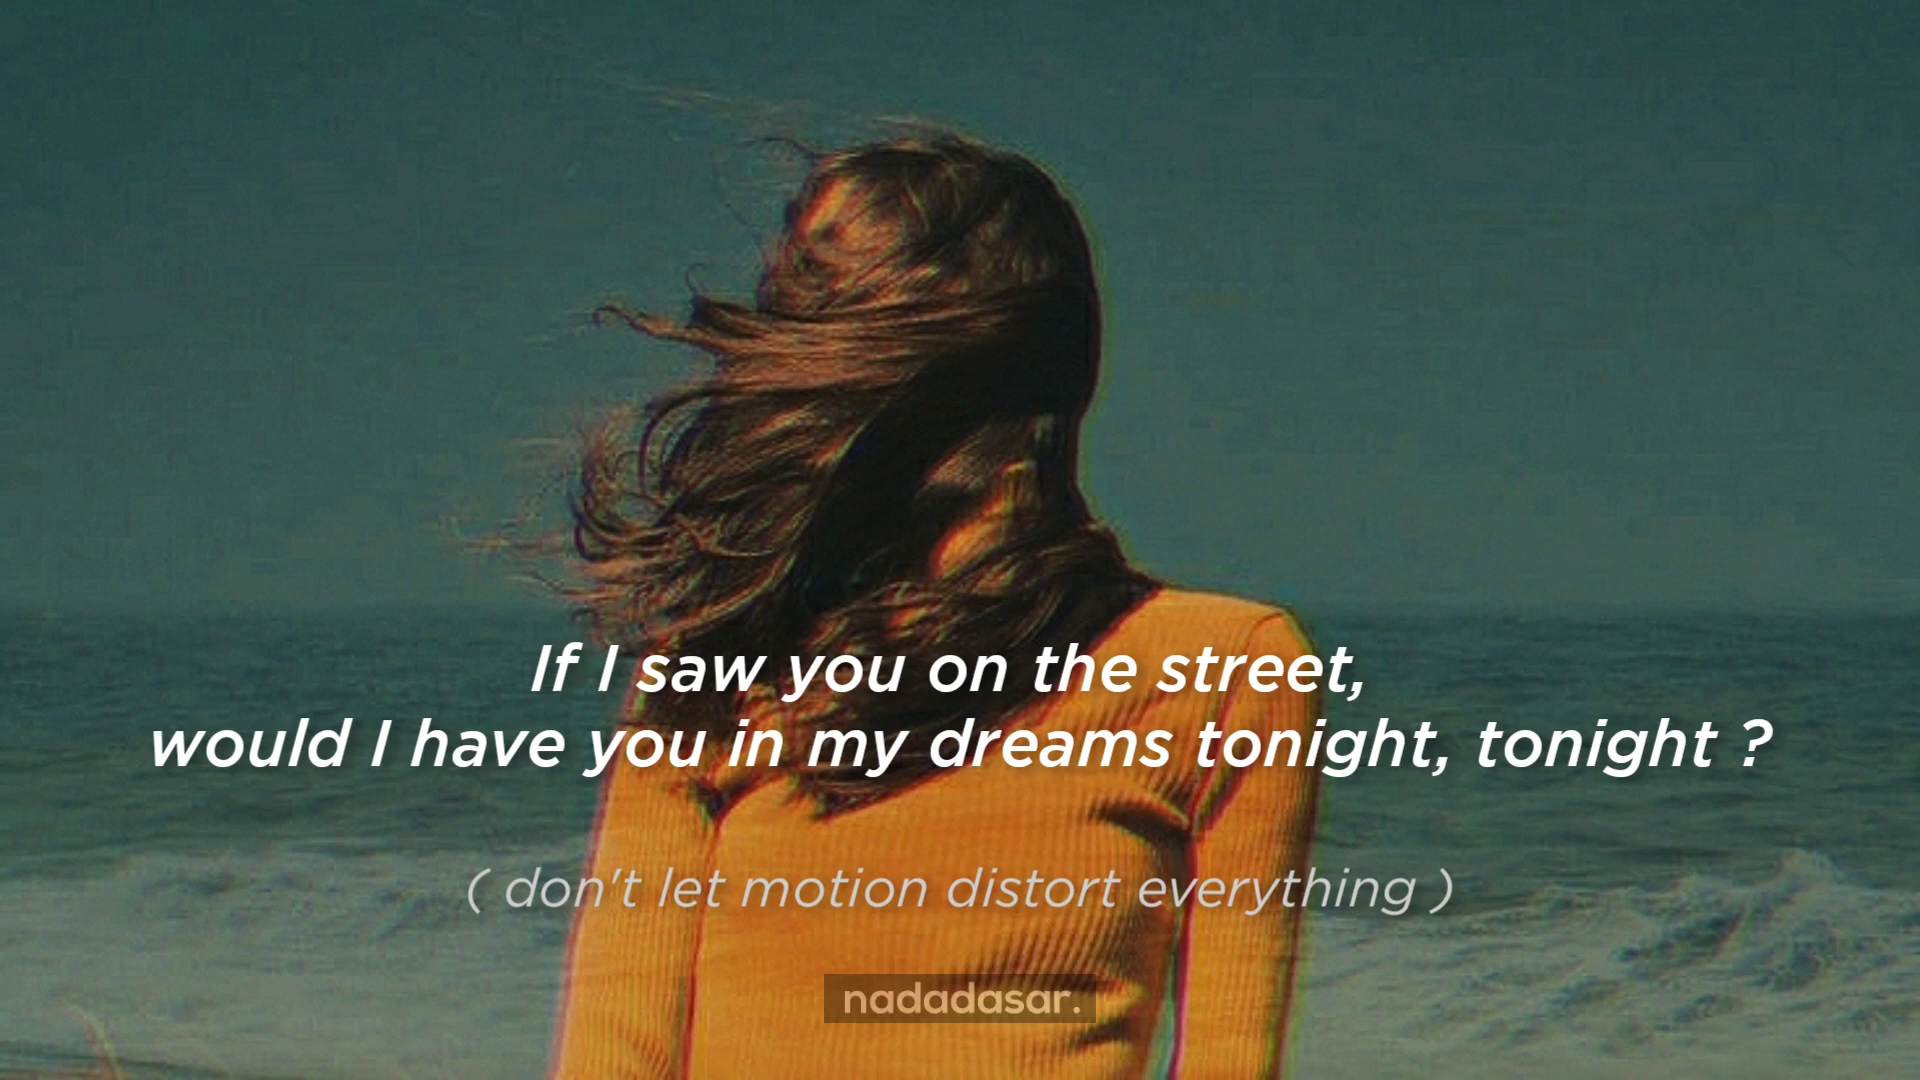 If I saw you on the street,
would I have you in my dreams tonight, tonight ?
( don't let motion distort everything )
nadadasar.